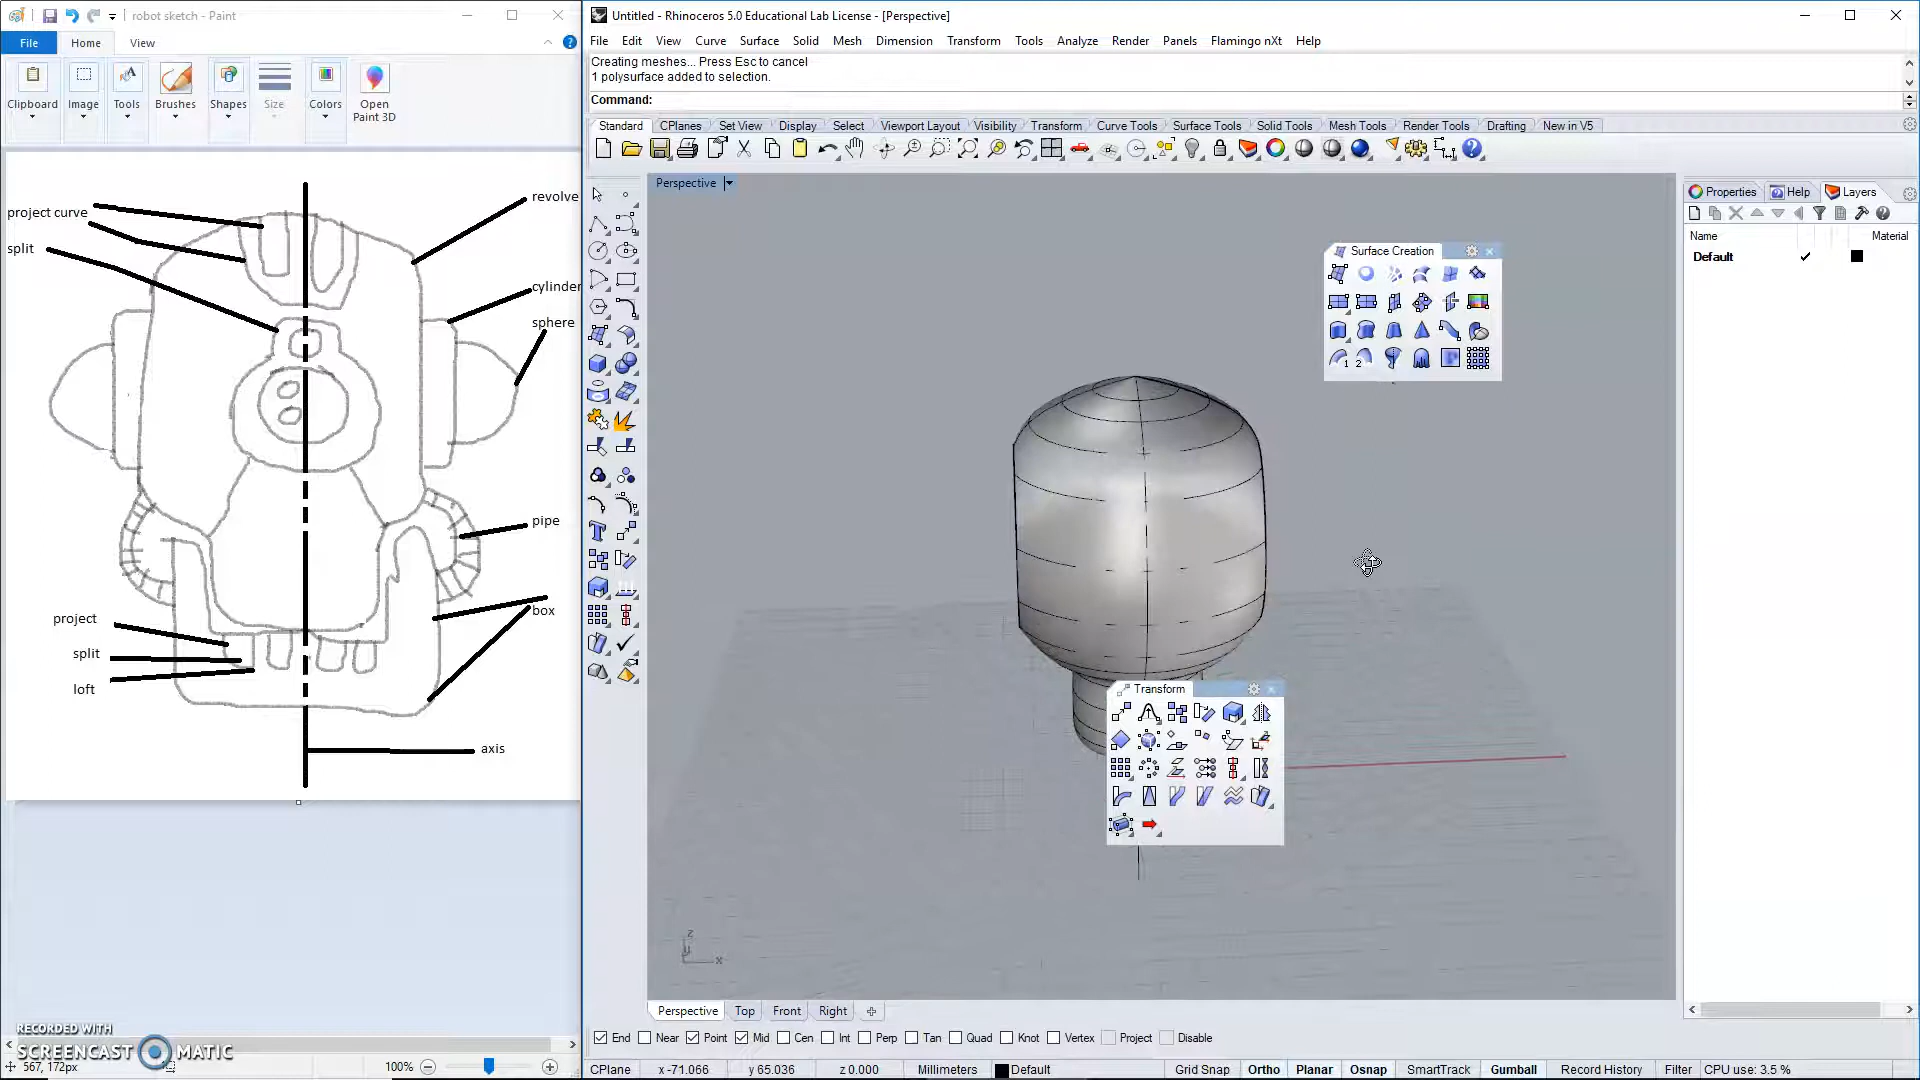 robot sketch - Paint
File Home View
Clipboard Image Tools Brushes Shapes Size Colors Open
Paint 3D
project curve
split
revolve
cylinder
sphere
pipe
box
project
split
loft
axis
RECORDED WITH
SCREENCAST MATIC
567, 172px
100%
Untitled - Rhinoceros 5.0 Educational Lab License - [Perspective]
File Edit View Curve Surface Solid Mesh Dimension Transform Tools Analyze Render Panels Flamingo nXt Help
Creating meshes... Press Esc to cancel
1 polysurface added to selection.
Command:
Standard CPlanes Set View Display Select Viewport Layout Visibility Transform Curve Tools Surface Tools Solid Tools Mesh Tools Render Tools Drafting New in V5
Perspective
Surface Creation
1 2
Transform
z
y
x
Properties Help Layers
Name Material
Default
Perspective Top Front Right
End Near Point Mid Cen Int Perp Tan Quad Knot Vertex Project Disable
CPlane x -71.066 y 65.036 z 0.000 Millimeters Default Grid Snap Ortho Planar Osnap SmartTrack Gumball Record History Filter CPU use: 3.5 %